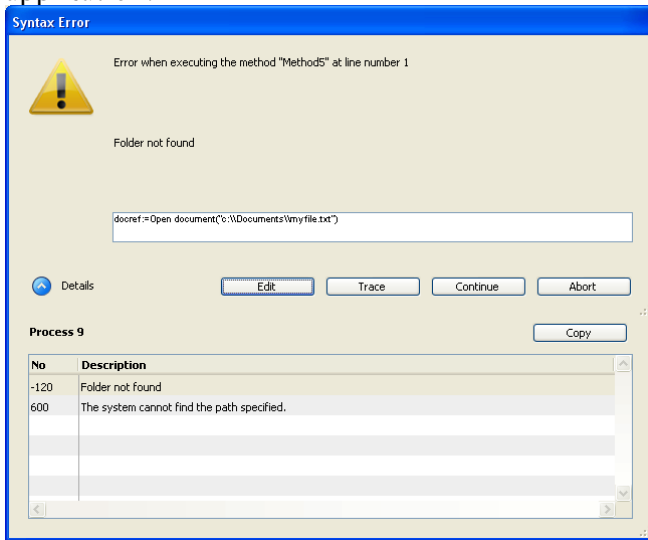 Syntax Error
Error when executing the method "Method5" at line number 1
Folder not found
docref:=Open document("c:\\Documents\\myfile.txt")
Details
Edit
Trace
Continue
Abort
Process 9
Copy
No Description
-120 Folder not found
600 The system cannot find the path specified.